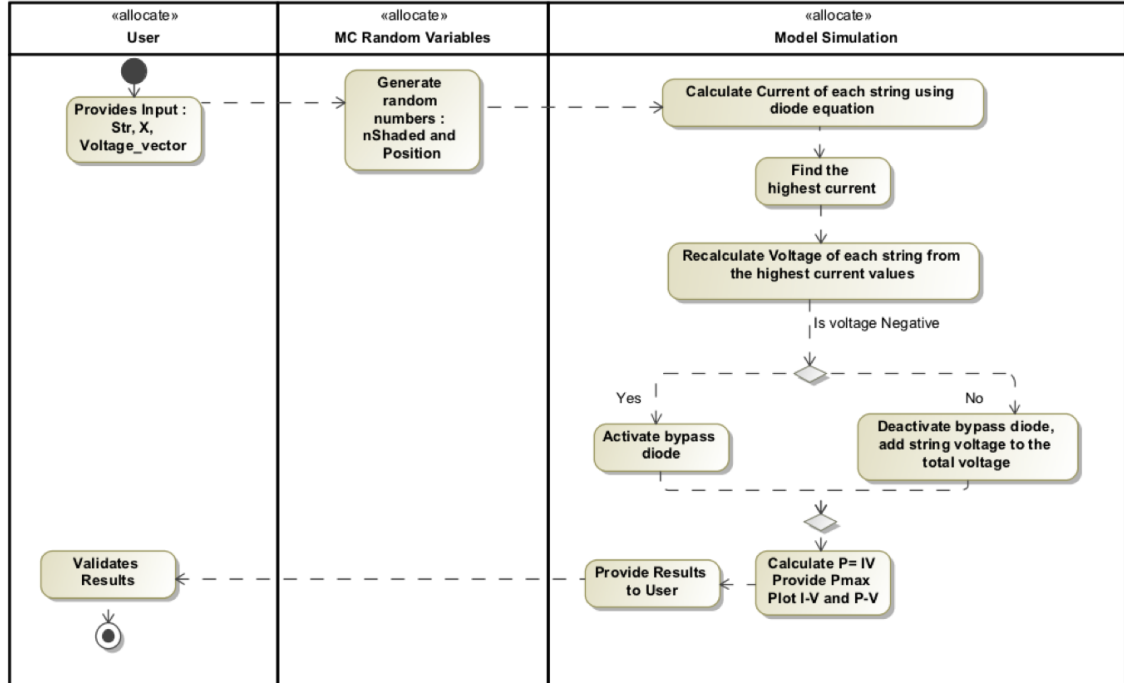 «allocate»
User
«allocate»
MC Random Variables
«allocate»
Model Simulation
Provides Input :
Str, X,
Voltage_vector
Generate
random
numbers :
nShaded and
Position
Calculate Current of each string using
diode equation
Find the
highest current
Recalculate Voltage of each string from
the highest current values
Is voltage Negative
Yes
No
Activate bypass
diode
Deactivate bypass diode,
add string voltage to the
total voltage
Calculate P= IV
Provide Pmax
Plot I-V and P-V
Provide Results
to User
Validates
Results